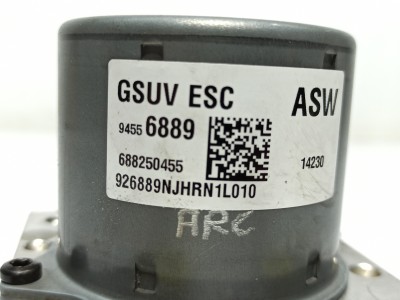 GSUV ESC ASW
9455 6889
688250455 14230
926889NJHRN1L010
ARC